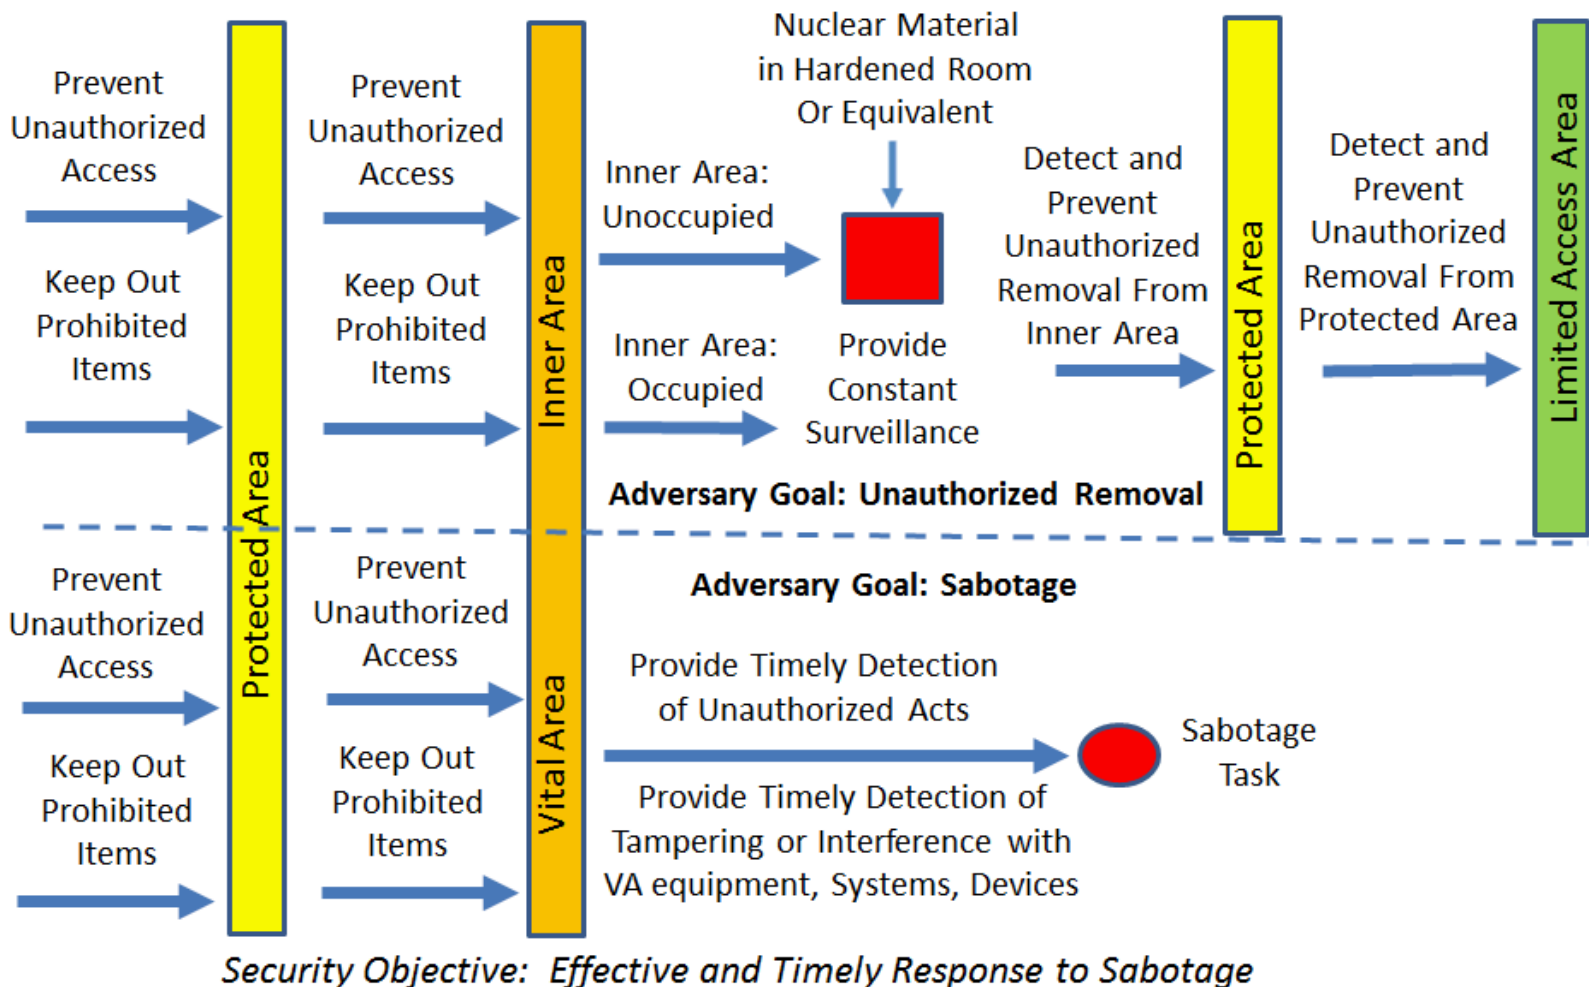 Prevent
Unauthorized
Access
Keep Out
Prohibited
Items
Protected Area
Prevent
Unauthorized
Access
Keep Out
Prohibited
Items
Inner Area
Nuclear Material
in Hardened Room
Or Equivalent
Inner Area:
Unoccupied
Inner Area:
Occupied
Provide
Constant
Surveillance
Detect and
Prevent
Unauthorized
Removal From
Inner Area
Protected Area
Detect and
Prevent
Unauthorized
Removal From
Protected Area
Limited Access Area
Adversary Goal: Unauthorized Removal
Adversary Goal: Sabotage
Prevent
Unauthorized
Access
Keep Out
Prohibited
Items
Prevent
Unauthorized
Access
Keep Out
Prohibited
Items
Vital Area
Provide Timely Detection
of Unauthorized Acts
Provide Timely Detection of
Tampering or Interference with
VA equipment, Systems, Devices
Sabotage
Task
Security Objective: Effective and Timely Response to Sabotage